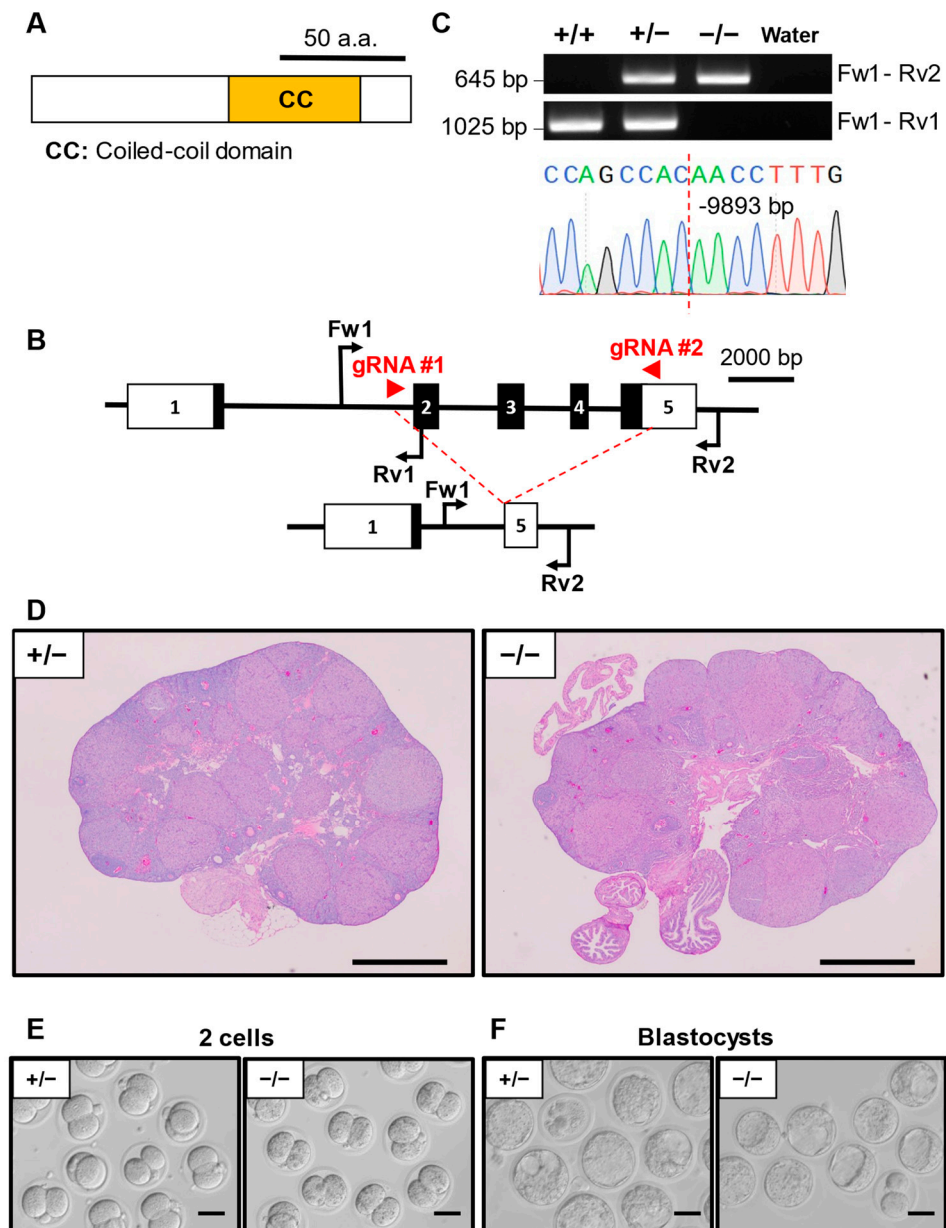 A
50 a.a.
CC
CC: Coiled-coil domain
C
+/+ +/− −/− Water
645 bp Fw1 - Rv2
1025 bp Fw1 - Rv1
CCAGCCACAACCTTTG
-9893 bp
B
Fw1
gRNA #1
gRNA #2
2000 bp
1 2 3 4 5
Rv1
Rv2
Fw1
1 5
Rv2
D
+/−
−/−
E
2 cells
+/−
−/−
F
Blastocysts
+/−
−/−